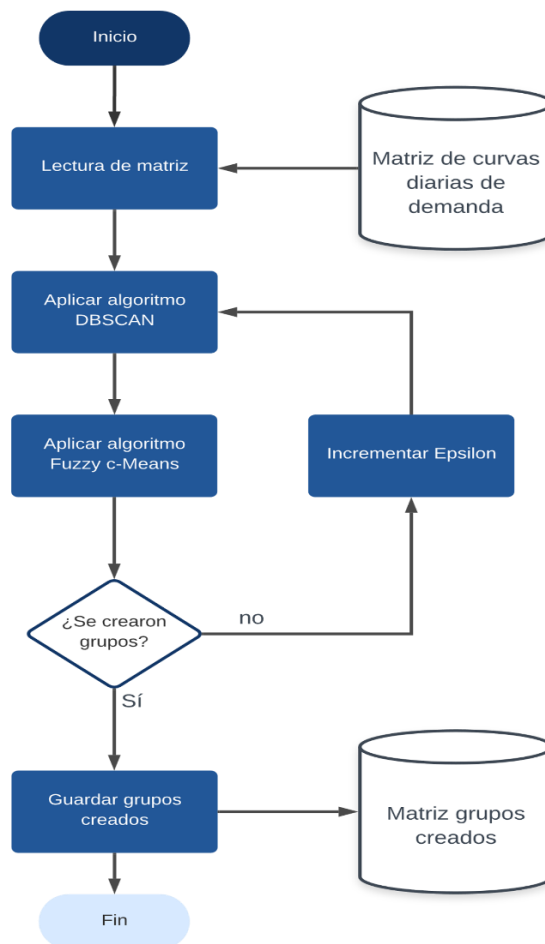 Inicio
Lectura de matriz
Matriz de curvas
diarias de
demanda
Aplicar algoritmo
DBSCAN
Aplicar algoritmo
Fuzzy c-Means
Incrementar Epsilon
¿Se crearon
grupos?
no
Sí
Guardar grupos
creados
Matriz grupos
creados
Fin